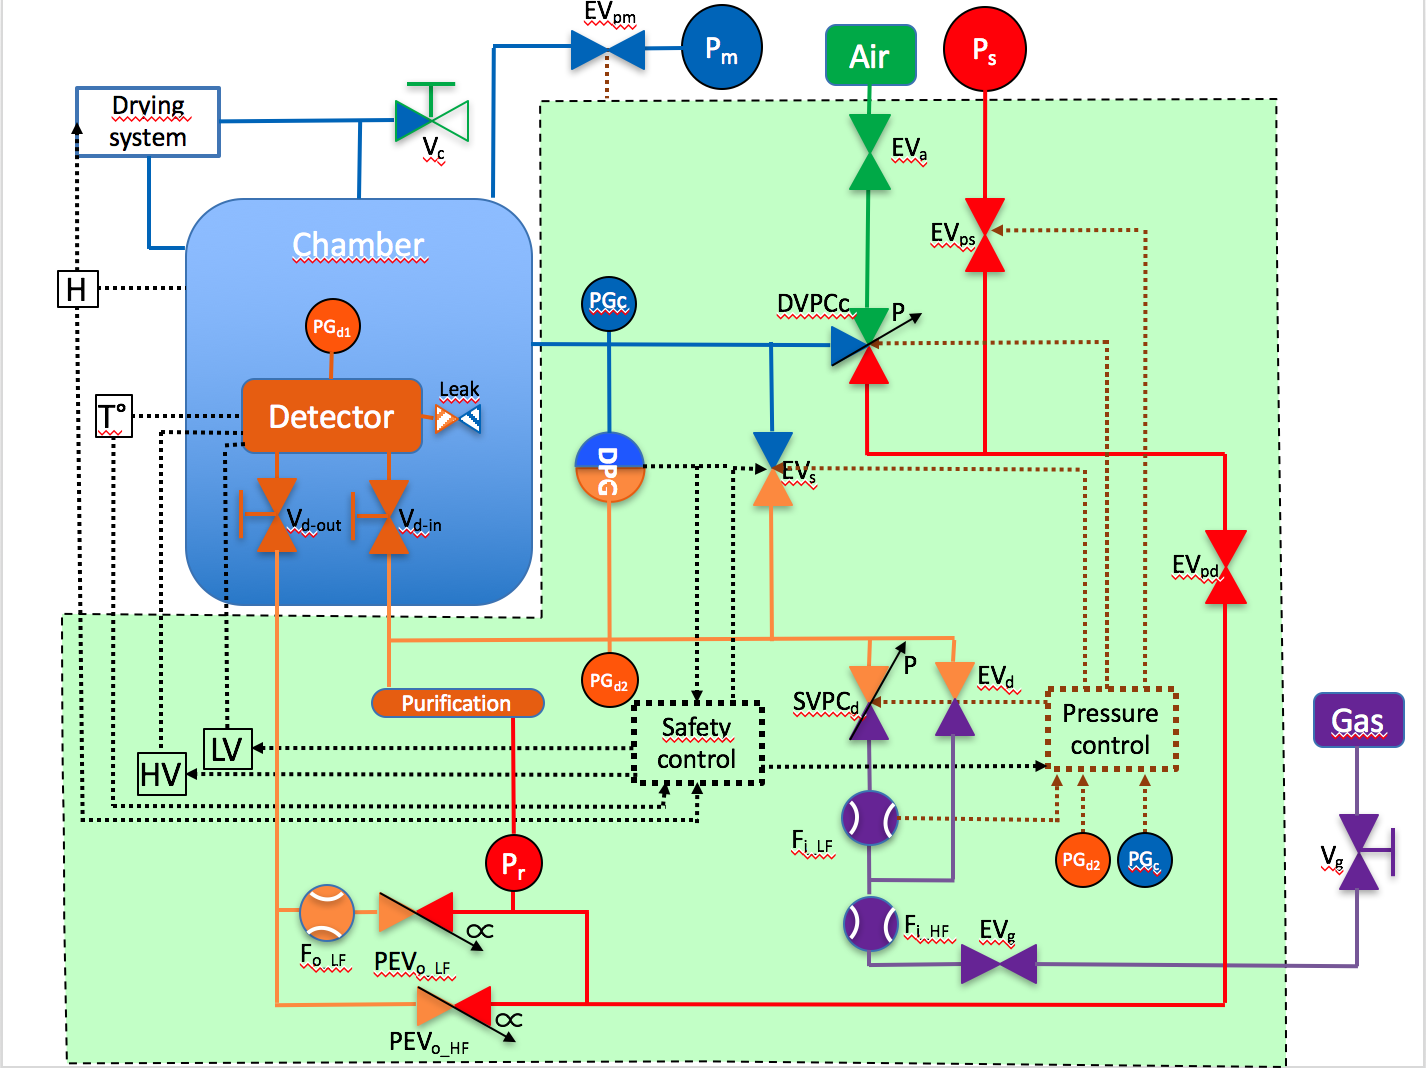 EVpm
Pm
Air
Ps
Drving
system
Vc
EVa
EVps
Chamber
H
PGc
DVPCc
P
PGd1
Leak
T°
Detector
DPG
EVs
Vd-out
Vd-in
EVpd
P
PGd2
EVd
SVPCd
Purification
Safety
control
Pressure
control
Gas
LV
HV
Fi_LF
PGd2
PGc
Vg
Pr
Fi_HF
EVg
∝
Fo_LF
PEVo_LF
∝
PEVo_HF